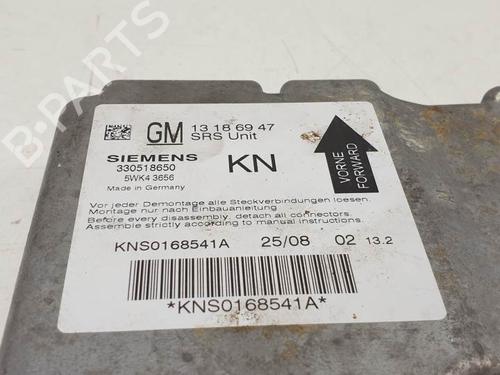 GM 13 18 69 47
SRS Unit
SIEMENS
330518650
5WK4 3656
Made in Germany
KN
VORNE
FORWARD
Vor jeder Demontage alle Steckverbindungen loesen.
Montage nur nach Einbauanleitung
Before every disassembly, detach all connectors.
Assemble strictly according to manual instructions.
KNS0168541A 25/08 02 13.2
*KNS0168541A*
B-PARTS